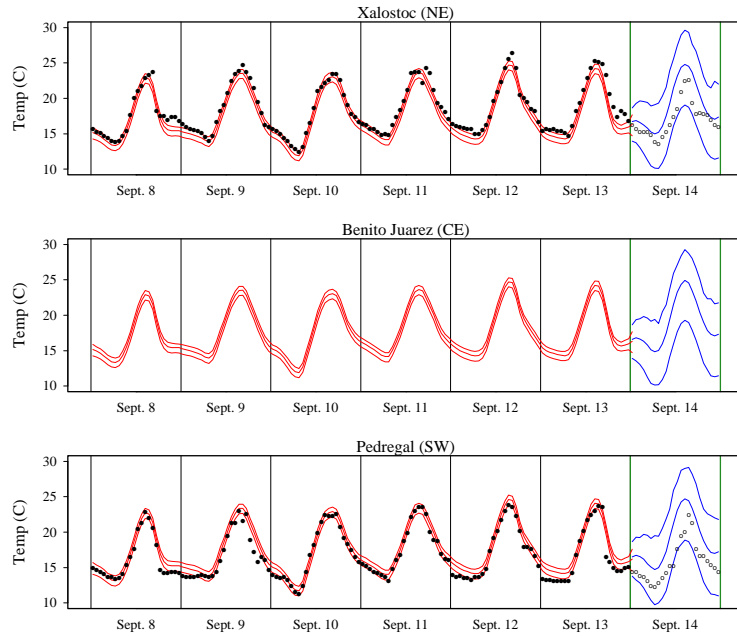 Xalostoc (NE)
30
25
20
15
10
Temp (C)
Sept. 8 Sept. 9 Sept. 10 Sept. 11 Sept. 12 Sept. 13 Sept. 14
Benito Juarez (CE)
30
25
20
15
10
Temp (C)
Sept. 8 Sept. 9 Sept. 10 Sept. 11 Sept. 12 Sept. 13 Sept. 14
Pedregal (SW)
30
25
20
15
10
Temp (C)
Sept. 8 Sept. 9 Sept. 10 Sept. 11 Sept. 12 Sept. 13 Sept. 14